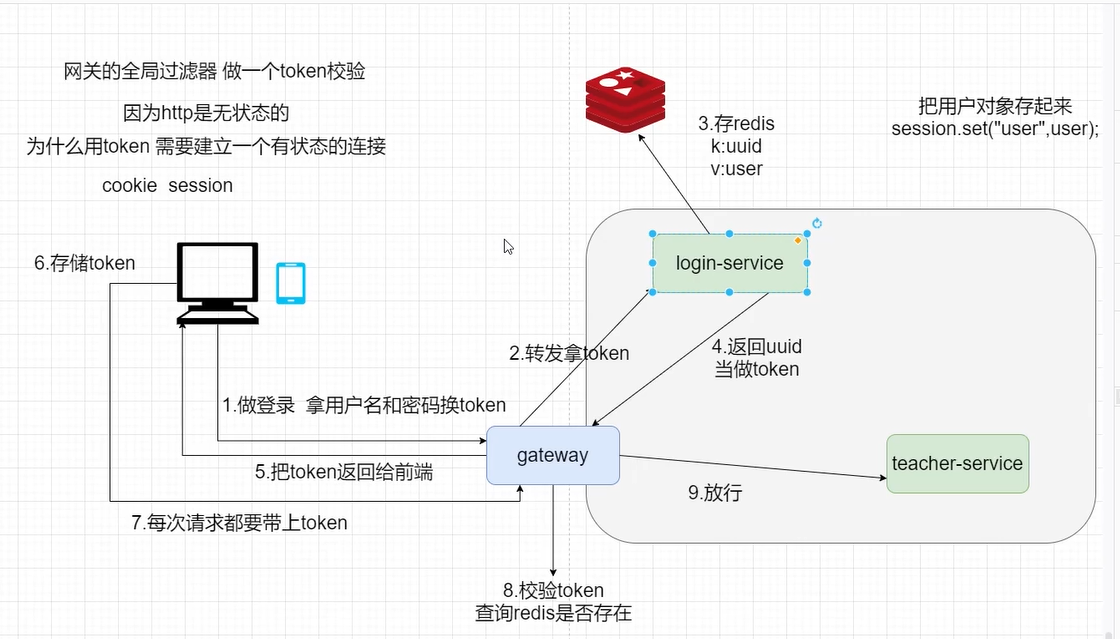 网关的全局过滤器 做一个token校验
因为http是无状态的
为什么用token 需要建立一个有状态的连接
cookie session
3.存redis
k:uuid
v:user
把用户对象存起来
session.set("user",user);
6.存储token
login-service
2.转发拿token
4.返回uuid
当做token
1.做登录 拿用户名和密码换token
gateway
5.把token返回给前端
teacher-service
9.放行
7.每次请求都要带上token
8.校验token
查询redis是否存在